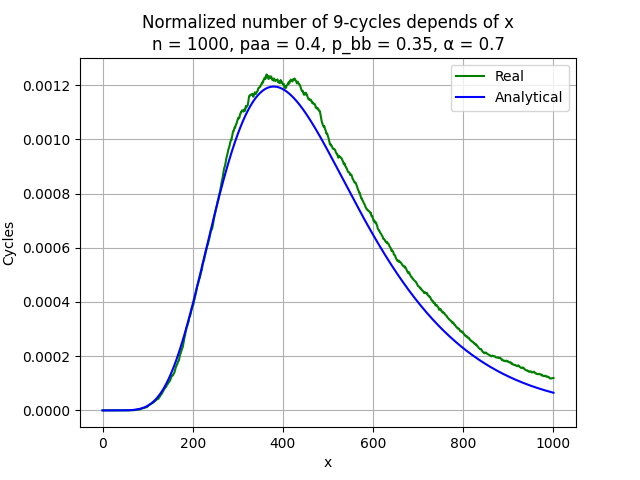 Normalized number of 9-cycles depends of x
n = 1000, paa = 0.4, p_bb = 0.35, α = 0.7
Real
Analytical
Cycles
0.0012
0.0010
0.0008
0.0006
0.0004
0.0002
0.0000
0 200 400 600 800 1000
x